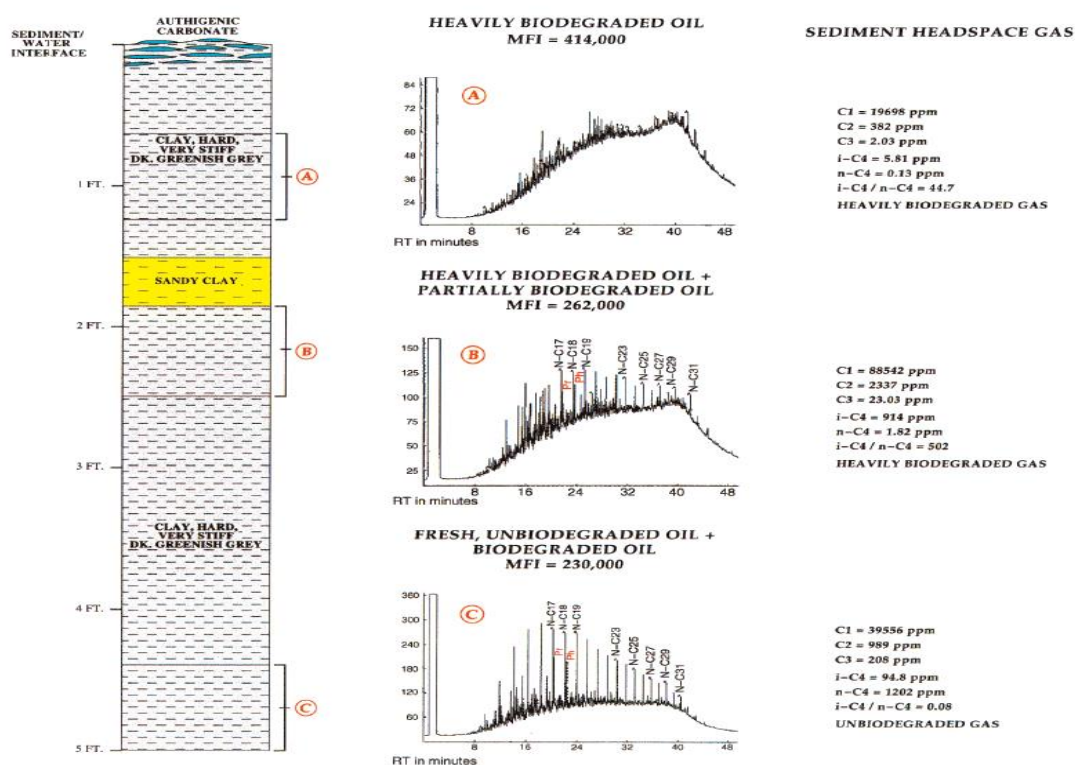 SEDIMENT/
WATER
INTERFACE
AUTHIGENIC
CARBONATE
CLAY, HARD,
VERY STIFF
DK. GREENISH GREY
A
1 FT.
SANDY CLAY
2 FT.
B
3 FT.
CLAY, HARD,
VERY STIFF
DK. GREENISH GREY
4 FT.
C
5 FT.
HEAVILY BIODEGRADED OIL
MFI = 414,000
A
84
72
60
48
36
24
8 16 24 32 40 48
RT in minutes
HEAVILY BIODEGRADED OIL +
PARTIALLY BIODEGRADED OIL
MFI = 262,000
B
150
125
100
75
50
25
N-C17
Pr
N-C18
Ph
N-C19
N-C23
N-C25
N-C27
N-C29
N-C31
8 16 24 32 40 48
RT in minutes
FRESH, UNBIODEGRADED OIL +
BIODEGRADED OIL
MFI = 230,000
C
360
300
240
180
120
60
N-C17
Pr
N-C18
Ph
N-C19
N-C23
N-C25
N-C27
N-C29
N-C31
8 16 24 32 40 48
RT in minutes
SEDIMENT HEADSPACE GAS
C1 = 19698 ppm
C2 = 382 ppm
C3 = 2.03 ppm
i-C4 = 5.81 ppm
n-C4 = 0.13 ppm
i-C4 / n-C4 = 44.7
HEAVILY BIODEGRADED GAS
C1 = 88542 ppm
C2 = 2337 ppm
C3 = 23.03 ppm
i-C4 = 914 ppm
n-C4 = 1.82 ppm
i-C4 / n-C4 = 502
HEAVILY BIODEGRADED GAS
C1 = 39556 ppm
C2 = 989 ppm
C3 = 208 ppm
i-C4 = 94.8 ppm
n-C4 = 1202 ppm
i-C4 / n-C4 = 0.08
UNBIODEGRADED GAS